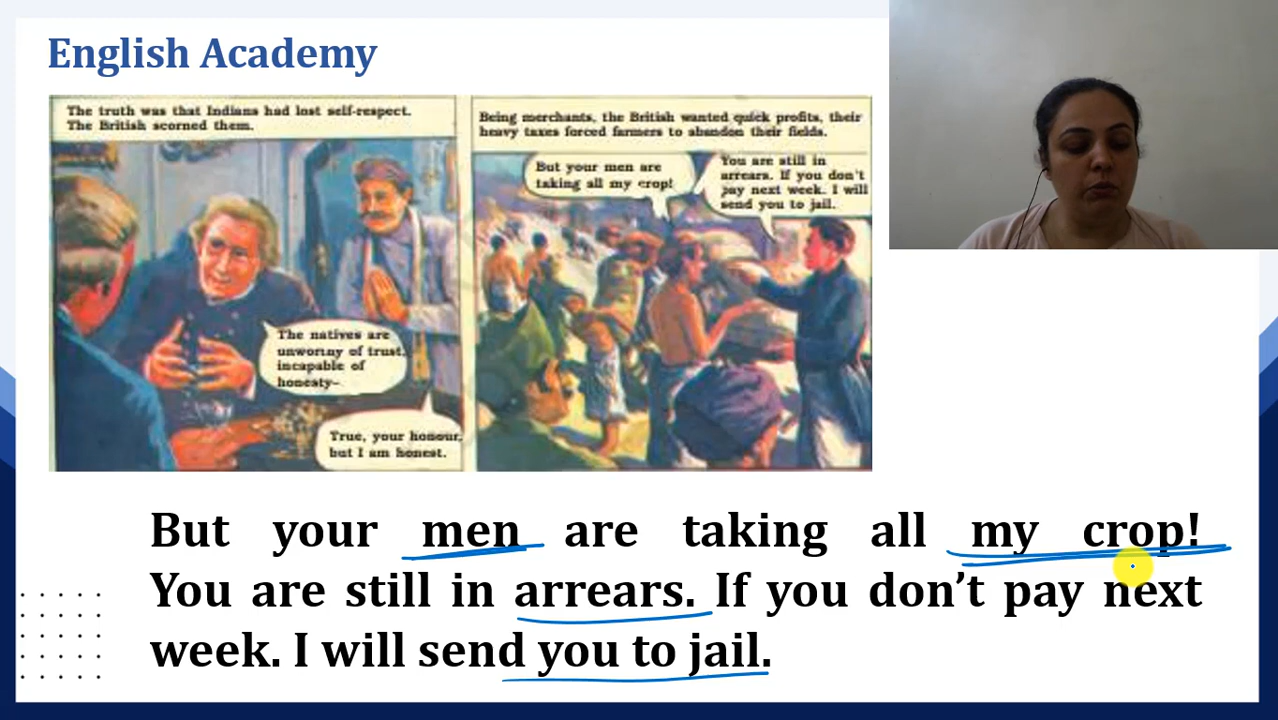 English Academy
The truth was that Indians had lost self-respect.
The British scorned them.
The natives are
unworthy of trust,
incapable of
honesty–
True, your honour,
but I am honest.
Being merchants, the British wanted quick profits, their
heavy taxes forced farmers to abandon their fields.
But your men are
taking all my crop!
You are still in
arrears. If you don't
pay next week. I will
send you to jail.
But your men are taking all my crop!
You are still in arrears. If you don’t pay next
week. I will send you to jail.